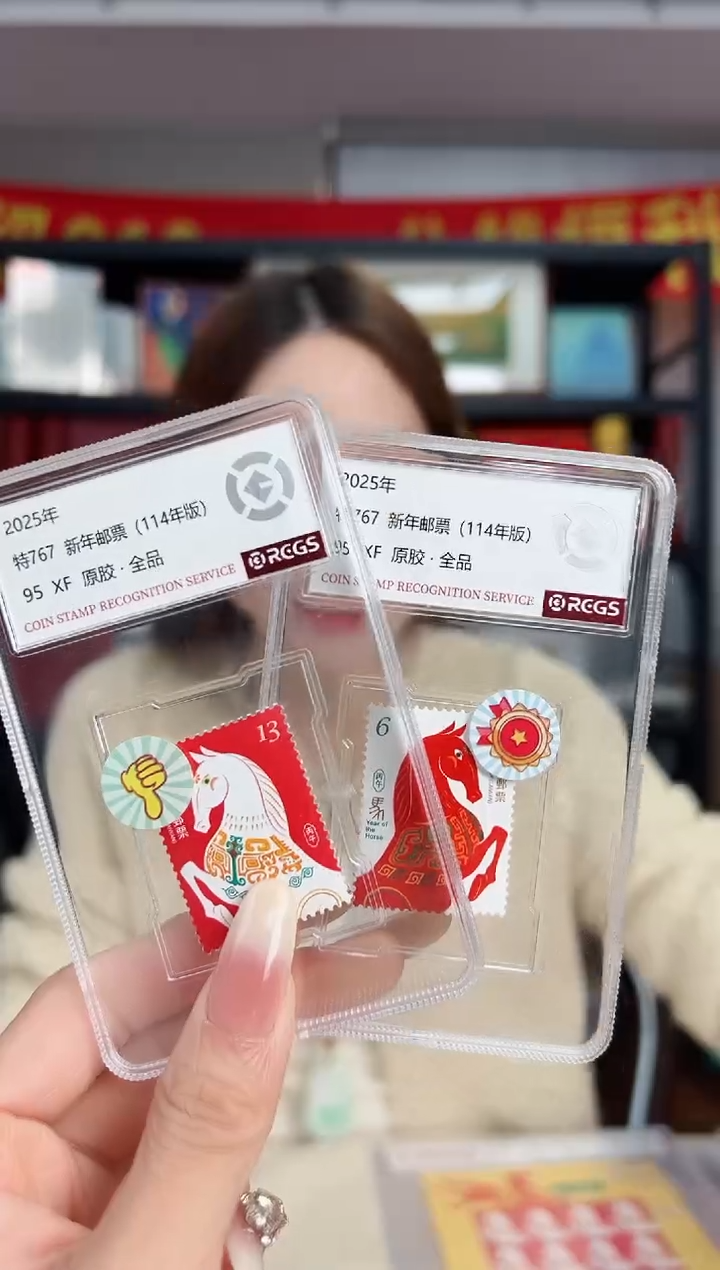 2025年
特767 新年邮票（114年版）
95 XF 原胶·全品
COIN STAMP RECOGNITION SERVICE
RCGS
2025年
767 新年邮票（114年版）
95 XF 原胶·全品
COIN STAMP RECOGNITION SERVICE
RCGS
13
丙午
6
丙午
馬
Year of
the
Horse
郵票